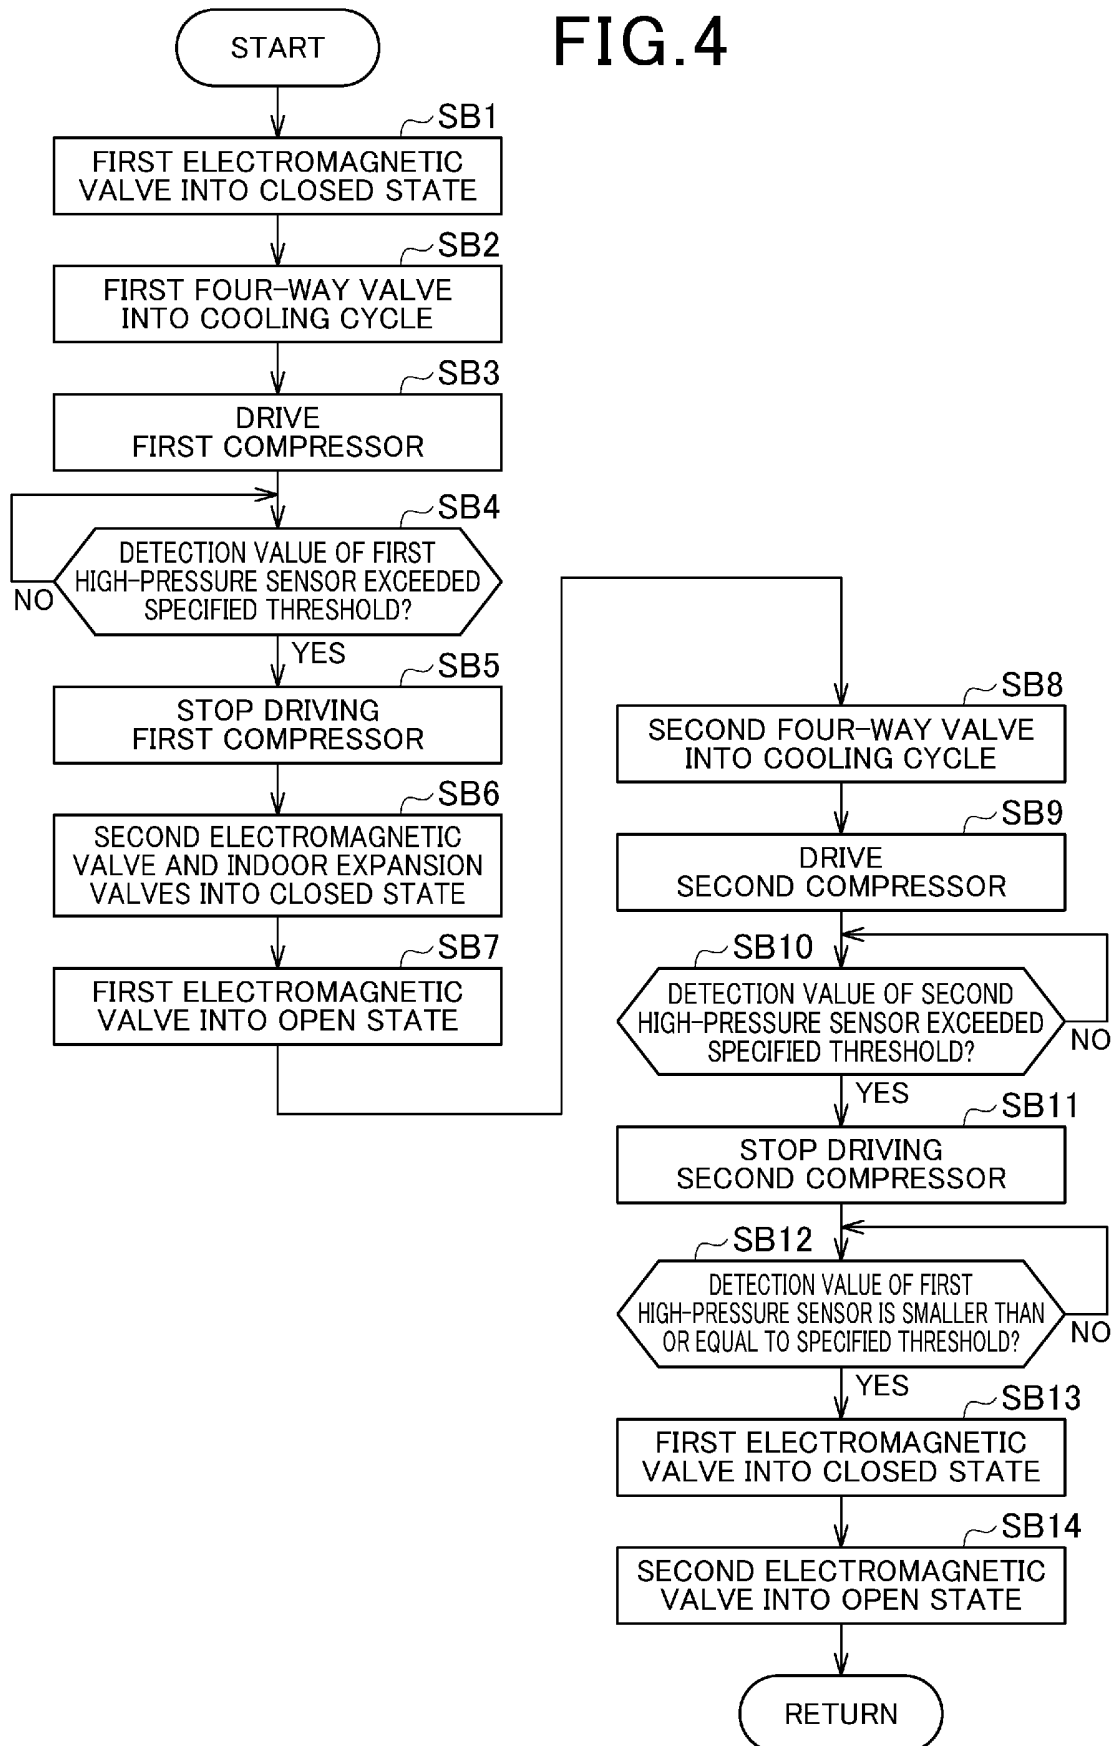 FIG.4
START
SB1
FIRST ELECTROMAGNETIC
VALVE INTO CLOSED STATE
SB2
FIRST FOUR-WAY VALVE
INTO COOLING CYCLE
SB3
DRIVE
FIRST COMPRESSOR
SB4
DETECTION VALUE OF FIRST
HIGH-PRESSURE SENSOR EXCEEDED
SPECIFIED THRESHOLD?
NO
YES
SB5
STOP DRIVING
FIRST COMPRESSOR
SB6
SECOND ELECTROMAGNETIC
VALVE AND INDOOR EXPANSION
VALVES INTO CLOSED STATE
SB7
FIRST ELECTROMAGNETIC
VALVE INTO OPEN STATE
SB8
SECOND FOUR-WAY VALVE
INTO COOLING CYCLE
SB9
DRIVE
SECOND COMPRESSOR
SB10
DETECTION VALUE OF SECOND
HIGH-PRESSURE SENSOR EXCEEDED
SPECIFIED THRESHOLD?
NO
YES
SB11
STOP DRIVING
SECOND COMPRESSOR
SB12
DETECTION VALUE OF FIRST
HIGH-PRESSURE SENSOR IS SMALLER THAN
OR EQUAL TO SPECIFIED THRESHOLD?
NO
YES
SB13
FIRST ELECTROMAGNETIC
VALVE INTO CLOSED STATE
SB14
SECOND ELECTROMAGNETIC
VALVE INTO OPEN STATE
RETURN